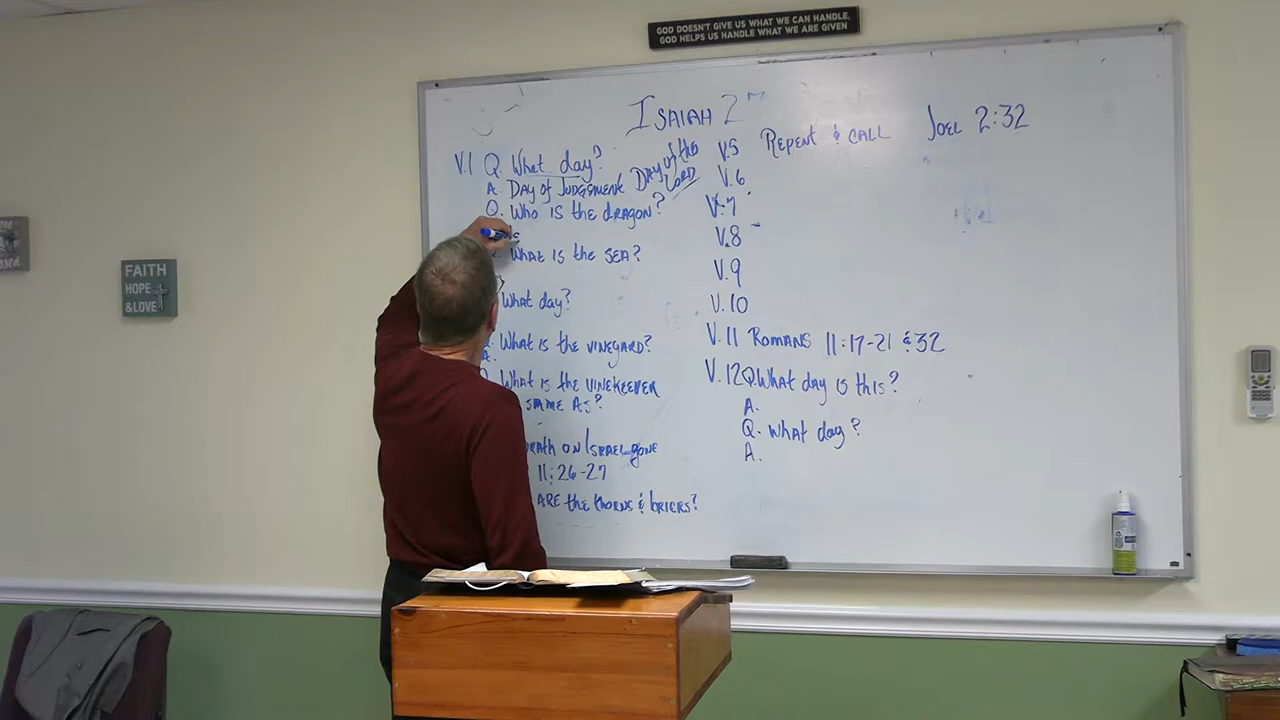 GOD DOESN'T GIVE US WHAT WE CAN HANDLE,
GOD HELPS US HANDLE WHAT WE ARE GIVEN
ISAIAH 2
V.1 Q. What day?
A. DAY OF JUDGEMENT DAY of the LORD
Q. Who is the dragon?
What is the sea?
What day?
What is the vineyard?
A.
What is the vinekeeper
same as?
on Israel gone
11:26-27
are the thorns & briers?
V.5 Repent & call Joel 2:32
V.6
V.7
V.8
V.9
V.10
V.11 Romans 11:17-21 & 32
V.12 Q. What day is this?
A.
Q. What day?
A.
FAITH
HOPE
& LOVE